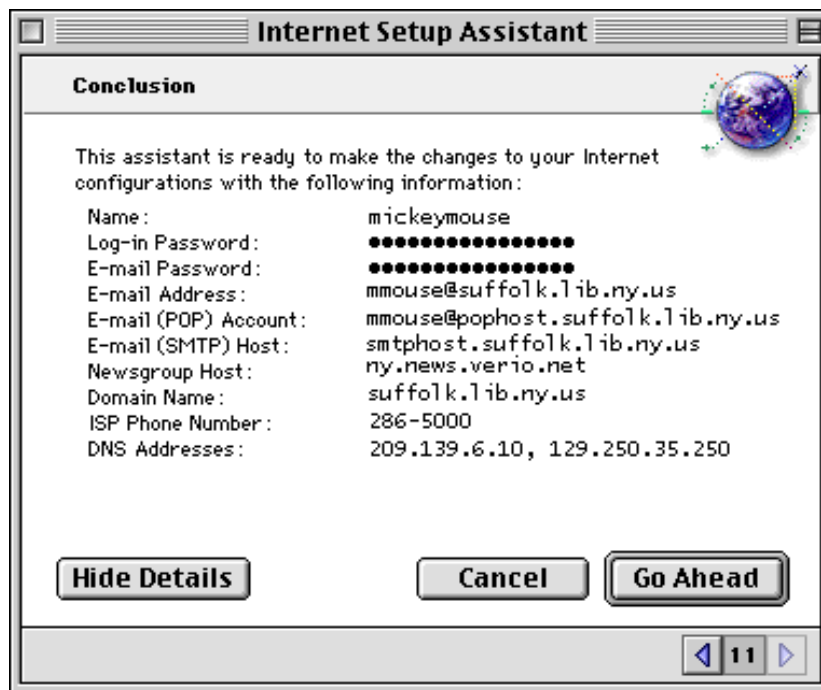 Internet Setup Assistant
Conclusion
This assistant is ready to make the changes to your Internet
configurations with the following information:
Name: mickeymouse
Log-in Password: ●●●●●●●●●●●●●●●●
E-mail Password: ●●●●●●●●●●●●●●●●
E-mail Address: mmouse@suffolk.lib.ny.us
E-mail (POP) Account: mmouse@pophost.suffolk.lib.ny.us
E-mail (SMTP) Host: smtphost.suffolk.lib.ny.us
Newsgroup Host: ny.news.verio.net
Domain Name: suffolk.lib.ny.us
ISP Phone Number: 286-5000
DNS Addresses: 209.139.6.10, 129.250.35.250
Hide Details Cancel Go Ahead
11